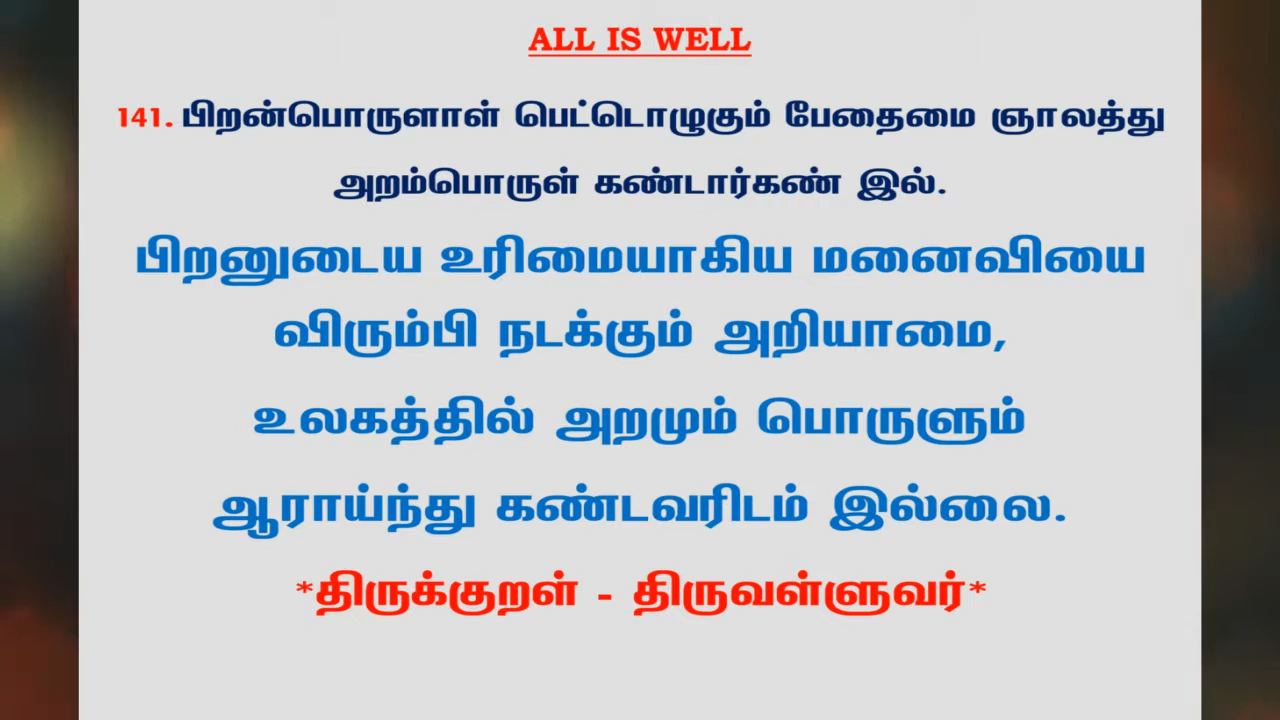 ALL IS WELL
141. பிறன்பொருளாள் பெட்டொழுகும் பேதைமை ஞாலத்து
அறம்பொருள் கண்டார்கண் இல்.
பிறனுடைய உரிமையாகிய மனைவியை
விரும்பி நடக்கும் அறியாமை,
உலகத்தில் அறமும் பொருளும்
ஆராய்ந்து கண்டவரிடம் இல்லை.
*திருக்குறள் - திருவள்ளுவர்*